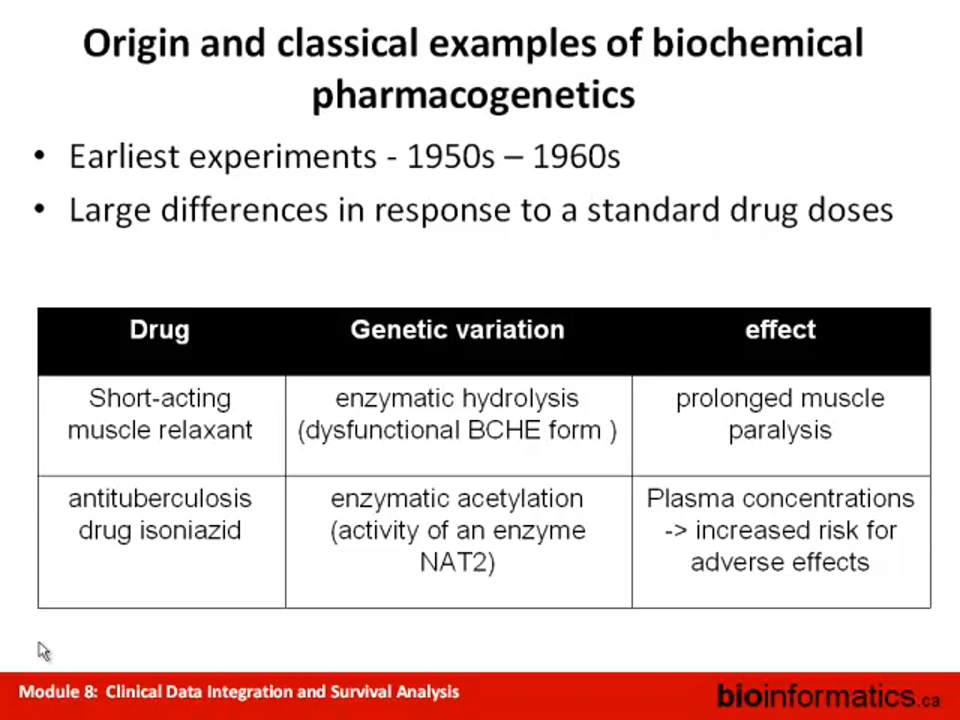 Origin and classical examples of biochemical
pharmacogenetics
• Earliest experiments - 1950s – 1960s
• Large differences in response to a standard drug doses
Drug
Genetic variation
effect
Short-acting
muscle relaxant
enzymatic hydrolysis
(dysfunctional BCHE form )
prolonged muscle
paralysis
antituberculosis
drug isoniazid
enzymatic acetylation
(activity of an enzyme
NAT2)
Plasma concentrations
-> increased risk for
adverse effects
Module 8: Clinical Data Integration and Survival Analysis
bioinformatics.ca